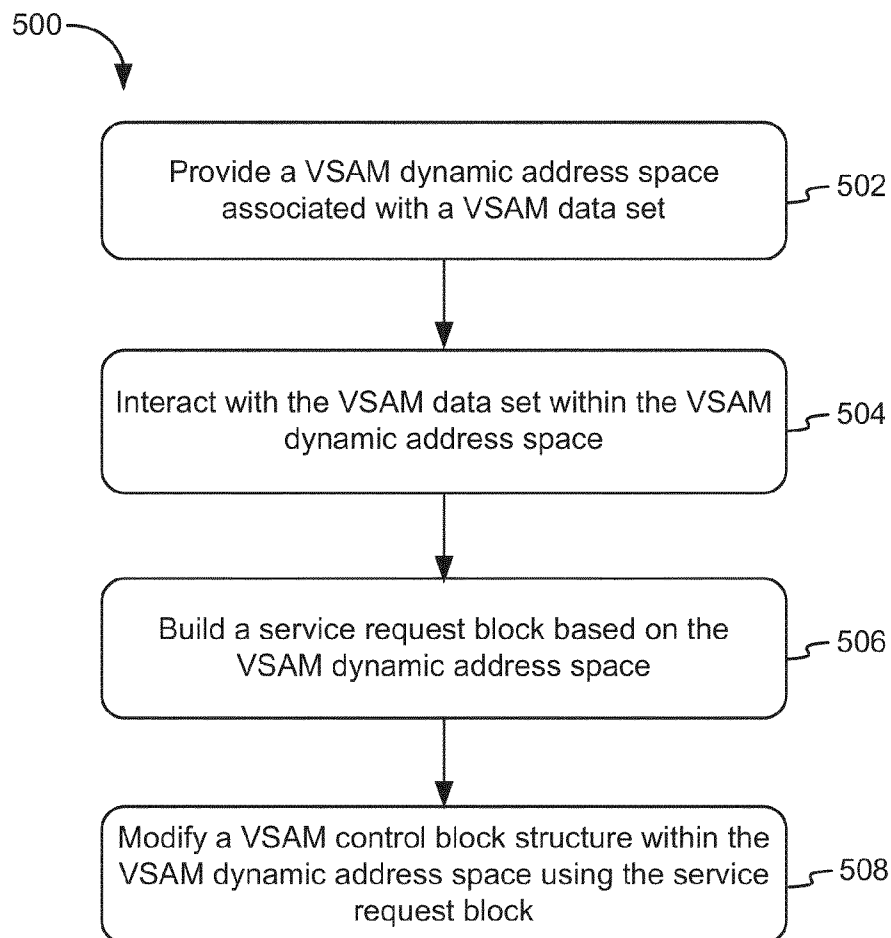 500
Provide a VSAM dynamic address space
associated with a VSAM data set
502
Interact with the VSAM data set within the VSAM
dynamic address space
504
Build a service request block based on the
VSAM dynamic address space
506
Modify a VSAM control block structure within the
VSAM dynamic address space using the service
request block
508